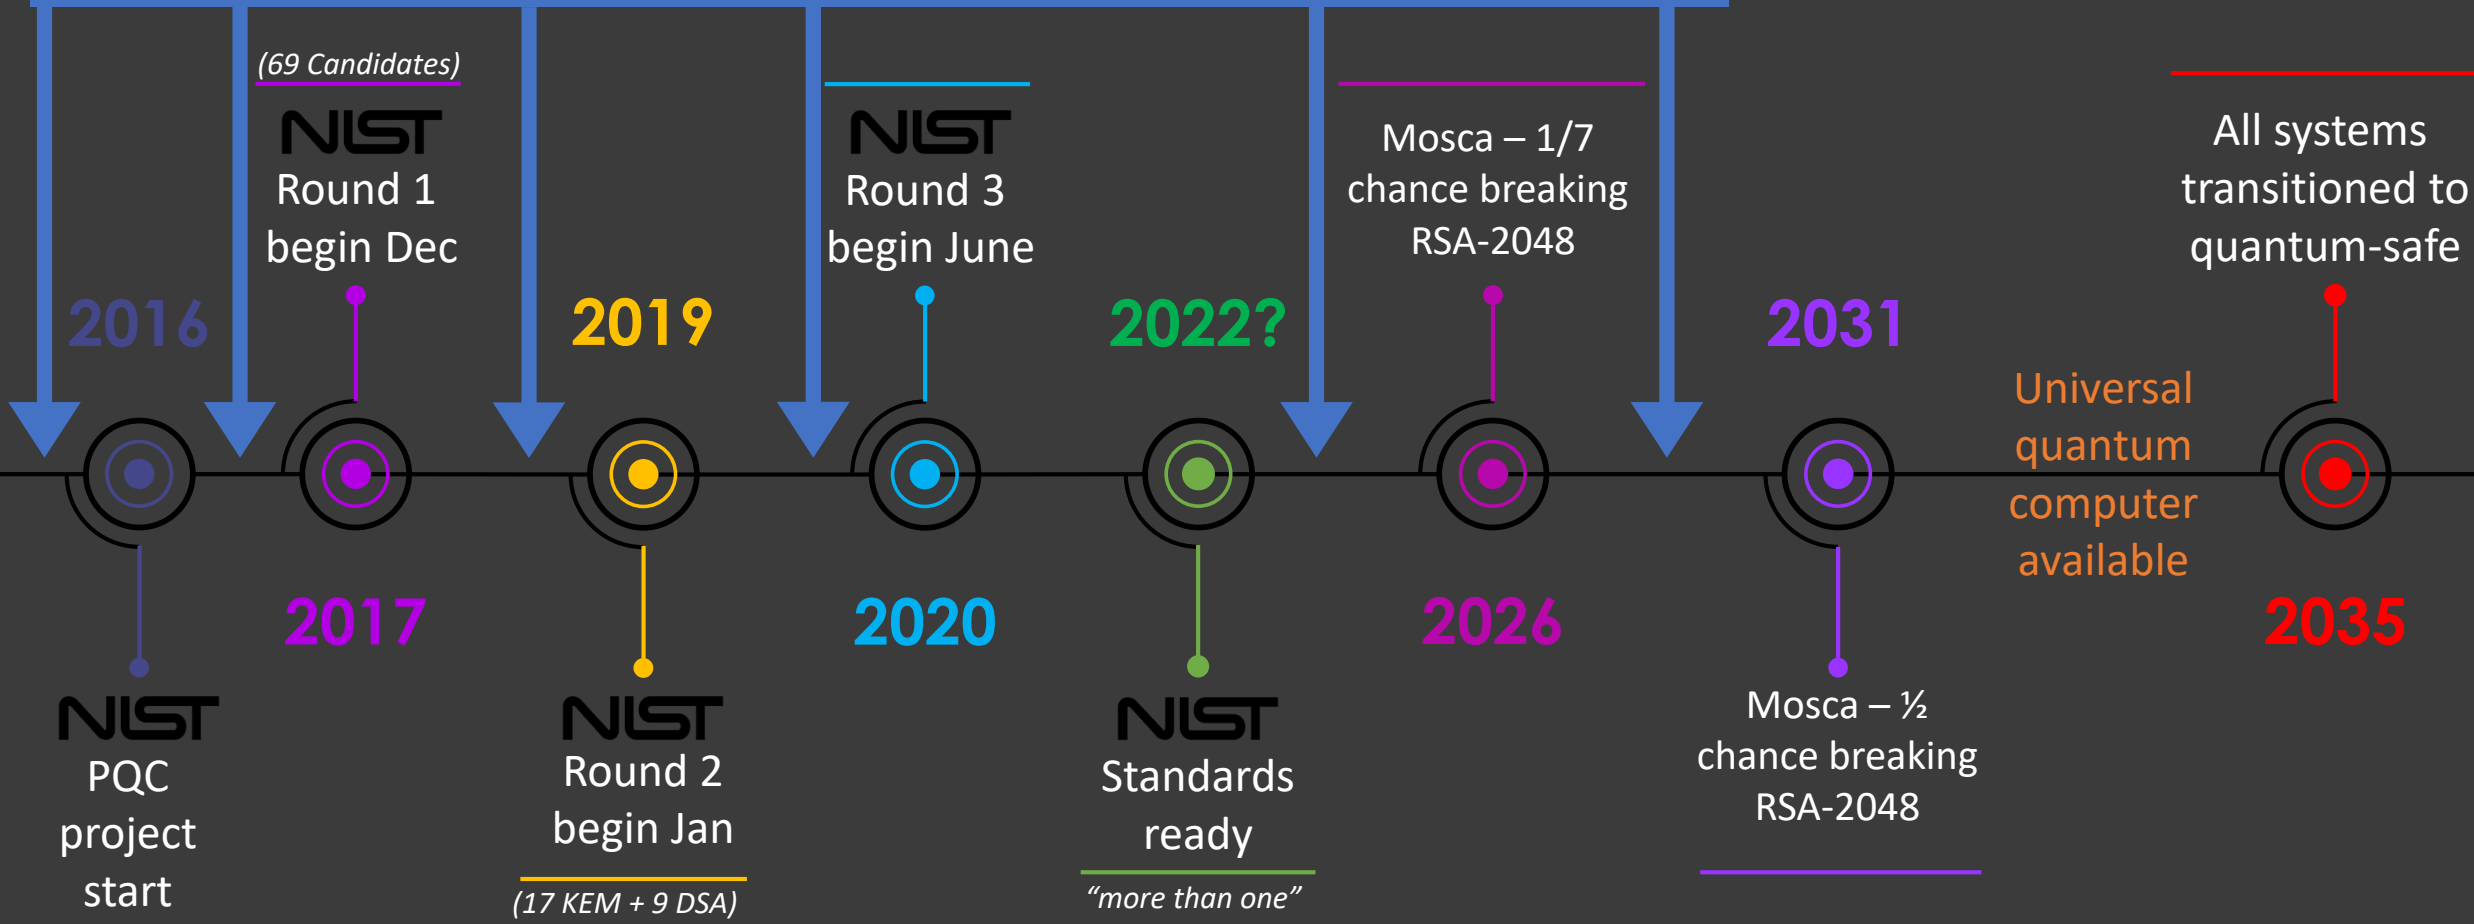 (69 Candidates)
NIST
Round 1
begin Dec
NIST
Round 3
begin June
Mosca – 1/7
chance breaking
RSA-2048
All systems
transitioned to
quantum-safe
2016
2019
2022?
2031
Universal
quantum
computer
available
2017
2020
2026
2035
NIST
PQC
project
start
NIST
Round 2
begin Jan
(17 KEM + 9 DSA)
NIST
Standards
ready
“more than one”
Mosca – ½
chance breaking
RSA-2048